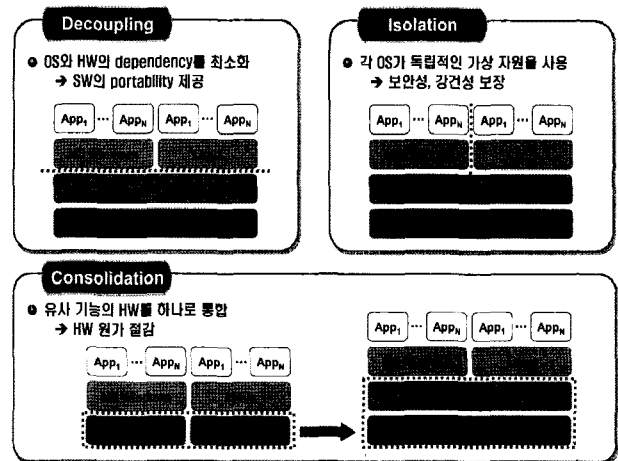 Decoupling
OS와 HW의 dependency를 최소화
→ SW의 portability 제공
App₁ ··· Appₙ App₁ ··· Appₙ
Isolation
각 OS가 독립적인 가상 자원을 사용
→ 보안성, 강건성 보장
App₁ ··· Appₙ App₁ ··· Appₙ
Consolidation
유사 기능의 HW를 하나로 통합
→ HW 원가 절감
App₁ ··· Appₙ App₁ ··· Appₙ
App₁ ··· Appₙ App₁ ··· Appₙ